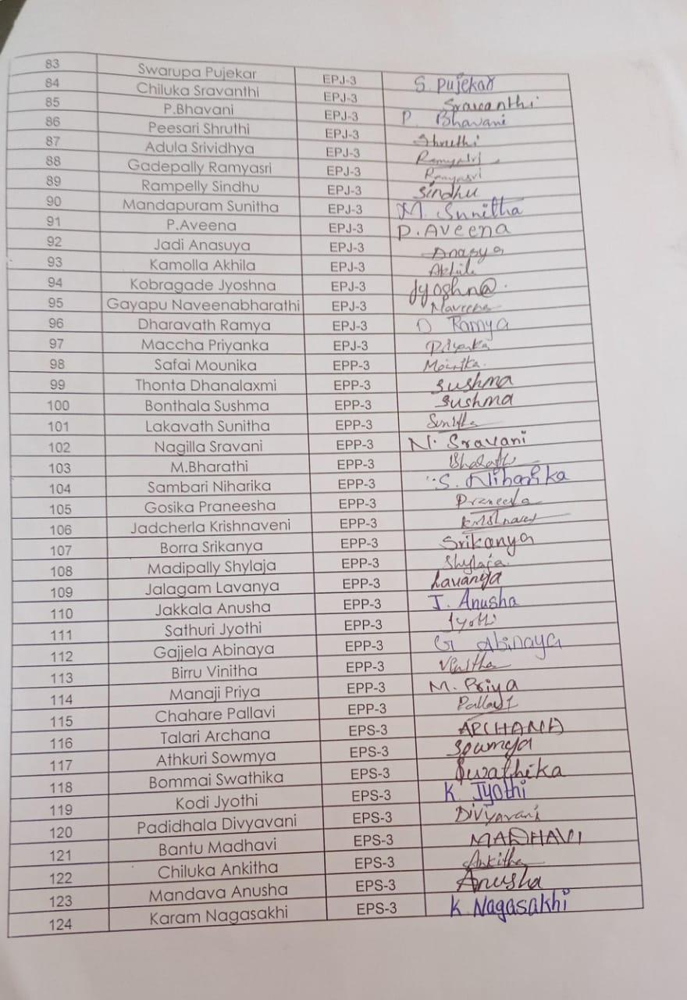 83 Swarupa Pujekar EPJ-3 S. Pujekar
84 Chiluka Sravanthi EPJ-3 Sravanthi
85 P.Bhavani EPJ-3 P. Bhavani
86 Peesari Shruthi EPJ-3 Shruthi
87 Adula Srividhya EPJ-3 Ramyasri
88 Gadepally Ramyasri EPJ-3 Ramyasri
89 Rampelly Sindhu EPJ-3 Sindhu
90 Mandapuram Sunitha EPJ-3 M. Sunitha
91 P.Aveena EPJ-3 P. Aveena
92 Jadi Anasuya EPJ-3
93 Kamolla Akhila EPJ-3 Akhila
94 Kobragade Jyoshna EPJ-3 Jyoshna
95 Gayapu Naveenabharathi EPJ-3 Naveena
96 Dharavath Ramya EPJ-3 D Ramya
97 Maccha Priyanka EPJ-3 Priyanka
98 Safai Mounika EPP-3 Mounika
99 Thonta Dhanalaxmi EPP-3 Sushma
100 Bonthala Sushma EPP-3 Sushma
101 Lakavath Sunitha EPP-3 Sunitha
102 Nagilla Sravani EPP-3 N. Sravani
103 M.Bharathi EPP-3 Bharathi
104 Sambari Niharika EPP-3 S. Niharika
105 Gosika Praneesha EPP-3
106 Jadcherla Krishnaveni EPP-3
107 Borra Srikanya EPP-3 Srikanya
108 Madipally Shylaja EPP-3 Shylaja
109 Jalagam Lavanya EPP-3 Lavanya
110 Jakkala Anusha EPP-3 J. Anusha
111 Sathuri Jyothi EPP-3 Jyothi
112 Gajjela Abinaya EPP-3 G Abinaya
113 Birru Vinitha EPP-3 Vinitha
114 Manaji Priya EPP-3 M. Priya
115 Chahare Pallavi EPP-3 Pallavi
116 Talari Archana EPS-3 ARCHANA
117 Athkuri Sowmya EPS-3 Sowmya
118 Bommai Swathika EPS-3 Swathika
119 Kodi Jyothi EPS-3 K. Jyothi
120 Padidhala Divyavani EPS-3 Divyavani
121 Bantu Madhavi EPS-3 MADHAVI
122 Chiluka Ankitha EPS-3 Ankitha
123 Mandava Anusha EPS-3 Anusha
124 Karam Nagasakhi EPS-3 K. Nagasakhi